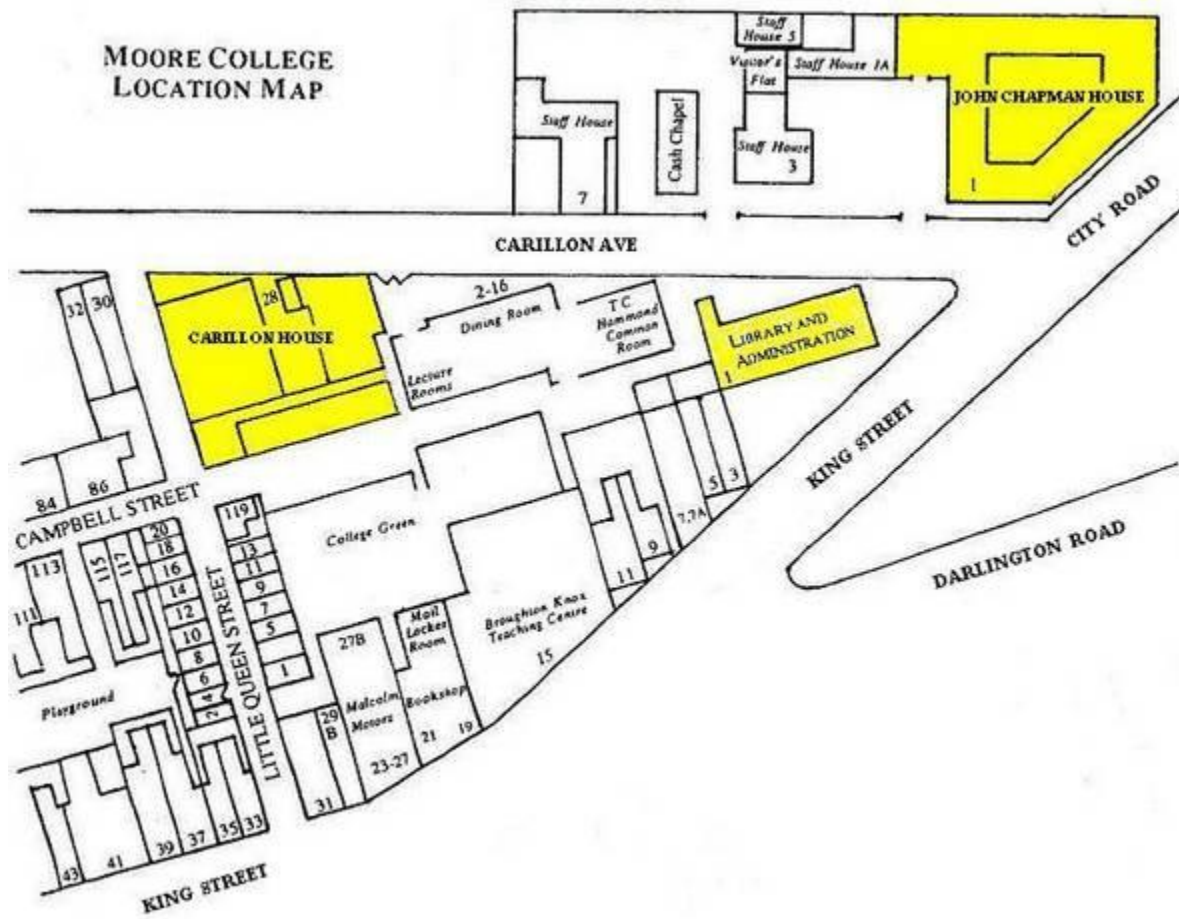 MOORE COLLEGE
LOCATION MAP
Staff
House 5
Visitor's
Flat
Staff House 1A
JOHN CHAPMAN HOUSE
Staff House
7
Cash Chapel
Staff House
3
1
CITY ROAD
CARILLON AVE
32
30
28
CARILLON HOUSE
2-16
Dining Room
T C
Hammond
Common
Room
LIBRARY AND
ADMINISTRATION
1
Lecture
Rooms
KING STREET
84
86
CAMPBELL STREET
119
College Green
5
3
7,7A
9
11
DARLINGTON ROAD
113
111
115
117
20
18
16
14
12
10
8
6
4
2
LITTLE QUEEN STREET
13
11
9
7
5
1
Playground
27B
Mail
Locker
Room
Broughton Knox
Teaching Centre
15
29
B
Malcolm
Motors
Bookshop
21
19
23-27
31
43
41
39
37
35
33
KING STREET